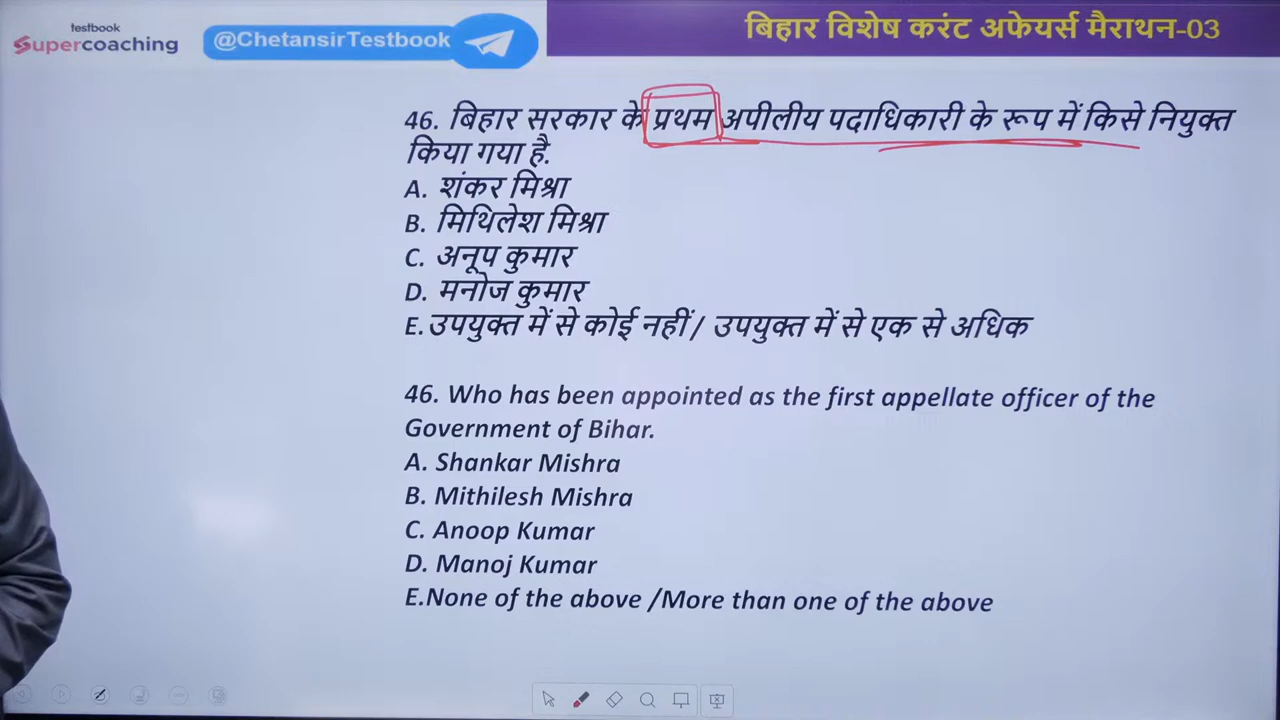 testbook
Supercoaching
@ChetansirTestbook
बिहार विशेष करंट अफेयर्स मैराथन-03
46. बिहार सरकार के प्रथम अपीलीय पदाधिकारी के रूप में किसे नियुक्त
किया गया है.
A. शंकर मिश्रा
B. मिथिलेश मिश्रा
C. अनूप कुमार
D. मनोज कुमार
E. उपयुक्त में से कोई नहीं/ उपयुक्त में से एक से अधिक
46. Who has been appointed as the first appellate officer of the
Government of Bihar.
A. Shankar Mishra
B. Mithilesh Mishra
C. Anoop Kumar
D. Manoj Kumar
E.None of the above /More than one of the above